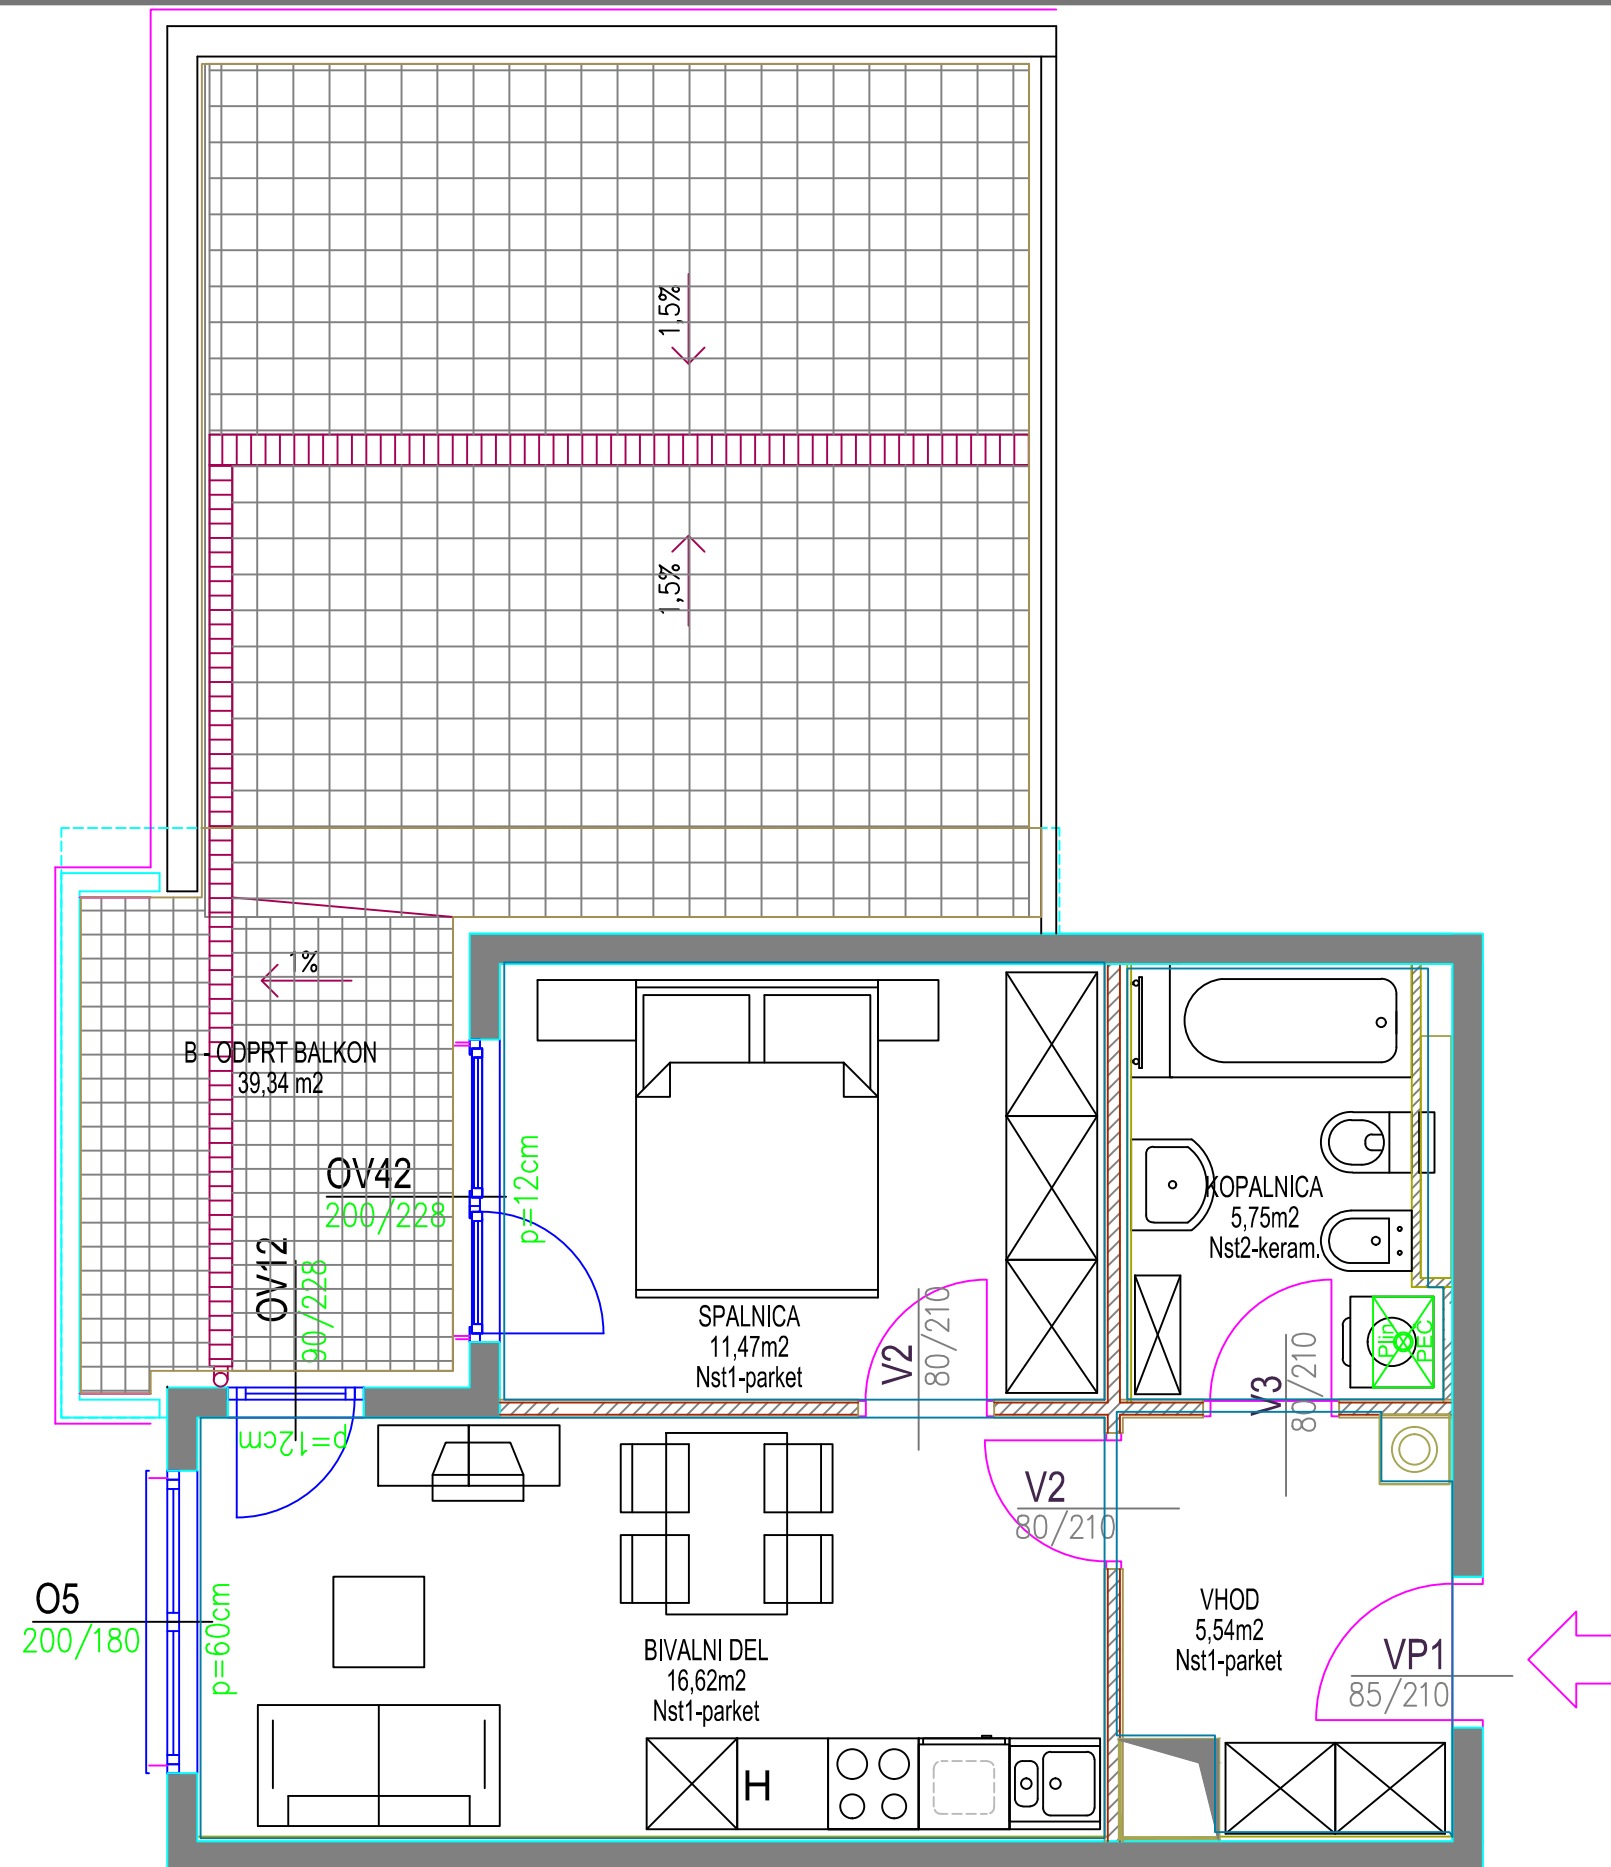 1,5%
1,5%
1%
B - ODPRT BALKON
39,34 m2
OV42
200/228
p=12cm
OV12
90/228
p=12cm
KOPALNICA
5,75m2
Nst2-keram.
Plin
PEC
SPALNICA
11,47m2
Nst1-parket
V2
80/210
V3
80/210
V2
80/210
O5
200/180
p=60cm
BIVALNI DEL
16,62m2
Nst1-parket
VHOD
5,54m2
Nst1-parket
VP1
85/210
H